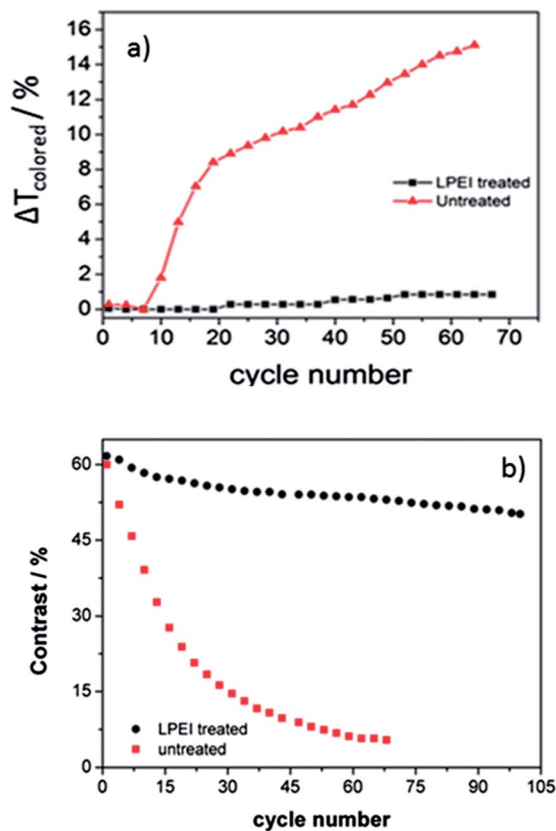 a)
16
14
12
10
8
6
4
2
0
ΔTcolored / %
LPEI treated
Untreated
0 10 20 30 40 50 60 70
cycle number
b)
60
45
30
15
0
Contrast / %
LPEI treated
untreated
0 15 30 45 60 75 90 105
cycle number